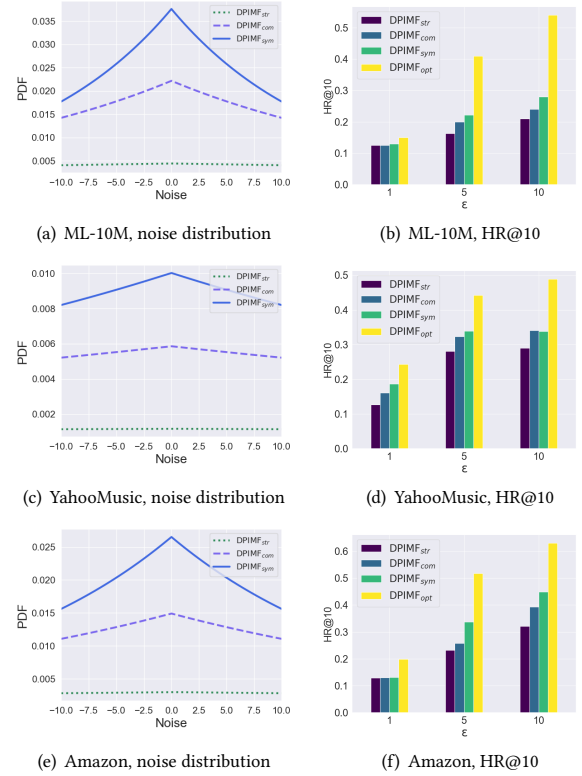 0.035
0.030
0.025
0.020
0.015
0.010
0.005
PDF
DPIMFstr
DPIMFcom
DPIMFsym
−10.0 −7.5 −5.0 −2.5 0.0 2.5 5.0 7.5 10.0
Noise
(a) ML-10M, noise distribution
0.5
0.4
0.3
0.2
0.1
0.0
HR@10
DPIMFstr
DPIMFcom
DPIMFsym
DPIMFopt
1 5 10
ε
(b) ML-10M, HR@10
0.010
0.008
0.006
0.004
0.002
PDF
DPIMFstr
DPIMFcom
DPIMFsym
−10.0 −7.5 −5.0 −2.5 0.0 2.5 5.0 7.5 10.0
Noise
(c) YahooMusic, noise distribution
0.5
0.4
0.3
0.2
0.1
0.0
HR@10
DPIMFstr
DPIMFcom
DPIMFsym
DPIMFopt
1 5 10
ε
(d) YahooMusic, HR@10
0.025
0.020
0.015
0.010
0.005
PDF
DPIMFstr
DPIMFcom
DPIMFsym
−10.0 −7.5 −5.0 −2.5 0.0 2.5 5.0 7.5 10.0
Noise
(e) Amazon, noise distribution
0.6
0.5
0.4
0.3
0.2
0.1
0.0
HR@10
DPIMFstr
DPIMFcom
DPIMFsym
DPIMFopt
1 5 10
ε
(f) Amazon, HR@10